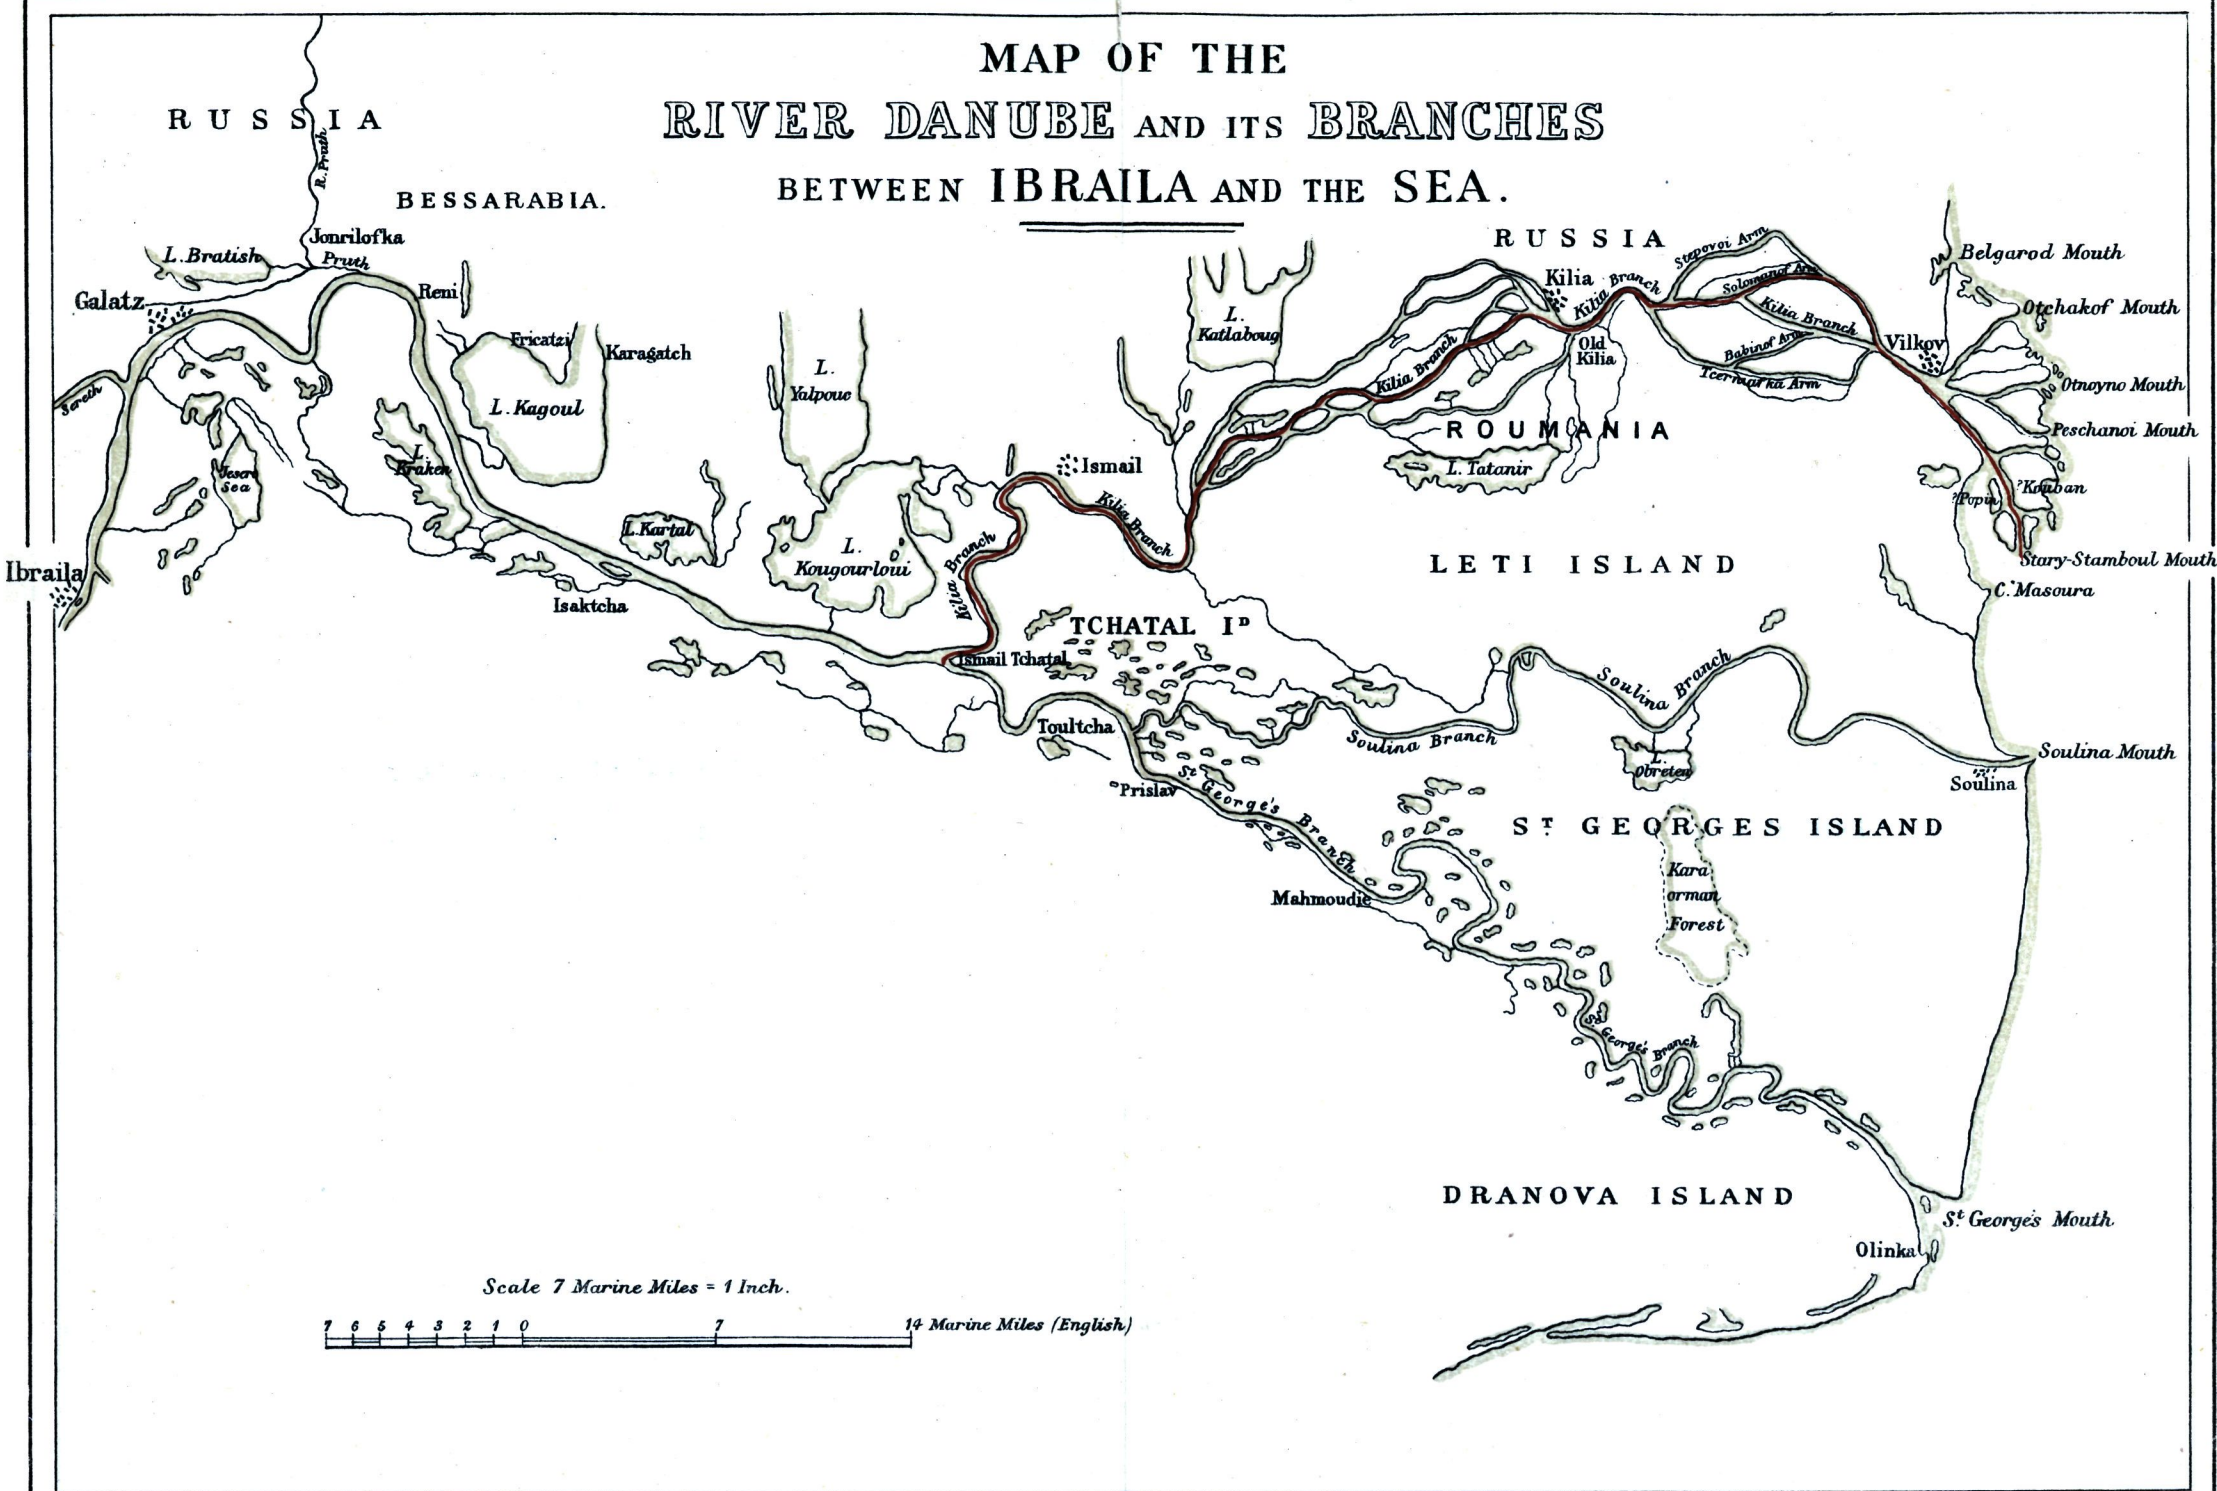 MAP OF THE
RIVER DANUBE AND ITS BRANCHES
BETWEEN IBRAILA AND THE SEA.
RUSSIA
R. Pruth
BESSARABIA.
Jonrilofka
L. Bratish
Pruth
Galatz
Reni
Sereth
Fricatzi
Karagatch
L. Kagoul
L. Kraken
Jesero Sea
Ibraila
Isaktcha
L. Kartal
L. Yalpouc
L. Kougourloui
L. Katlaboug
Ismail
Kilia Branch
Kilia Branch
Ismail Tchatal
TCHATAL ID
Toultcha
Prislav
RUSSIA
Kilia
Kilia Branch
Kilia Branch
Old Kilia
Stepovoi Arm
Solomanof Arm
Kilia Branch
Babinof Arm
Tcerniafka Arm
Vilkov
ROUMANIA
L. Tatanir
LETI ISLAND
Belgarod Mouth
Otchakof Mouth
Otnoyno Mouth
Peschanoi Mouth
?Kouban
?Popin
Stary-Stamboul Mouth
C. Masoura
Soulina Branch
Soulina Branch
Soulina Mouth
Soulina
L. Obreten
St. George's Branch
Mahmoudie
ST. GEORGES ISLAND
Kara orman Forest
St. George's Branch
DRANOVA ISLAND
St. George's Mouth
Olinka
Scale 7 Marine Miles = 1 Inch.
7 6 5 4 3 2 1 0 7 14 Marine Miles (English)